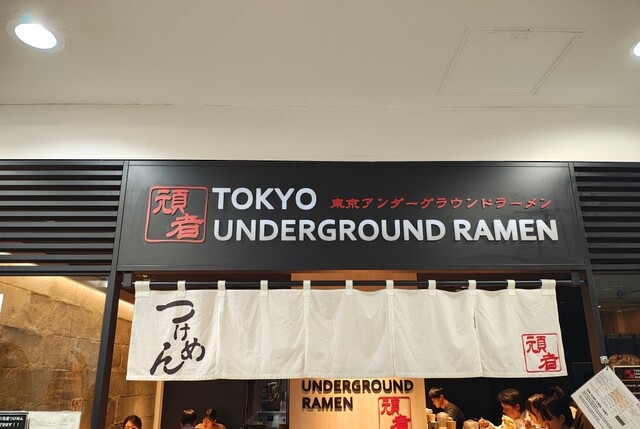 頑者
TOKYO
東京アンダーグラウンドラーメン
UNDERGROUND RAMEN
つけめん
頑者
UNDERGROUND
RAMEN
頑者